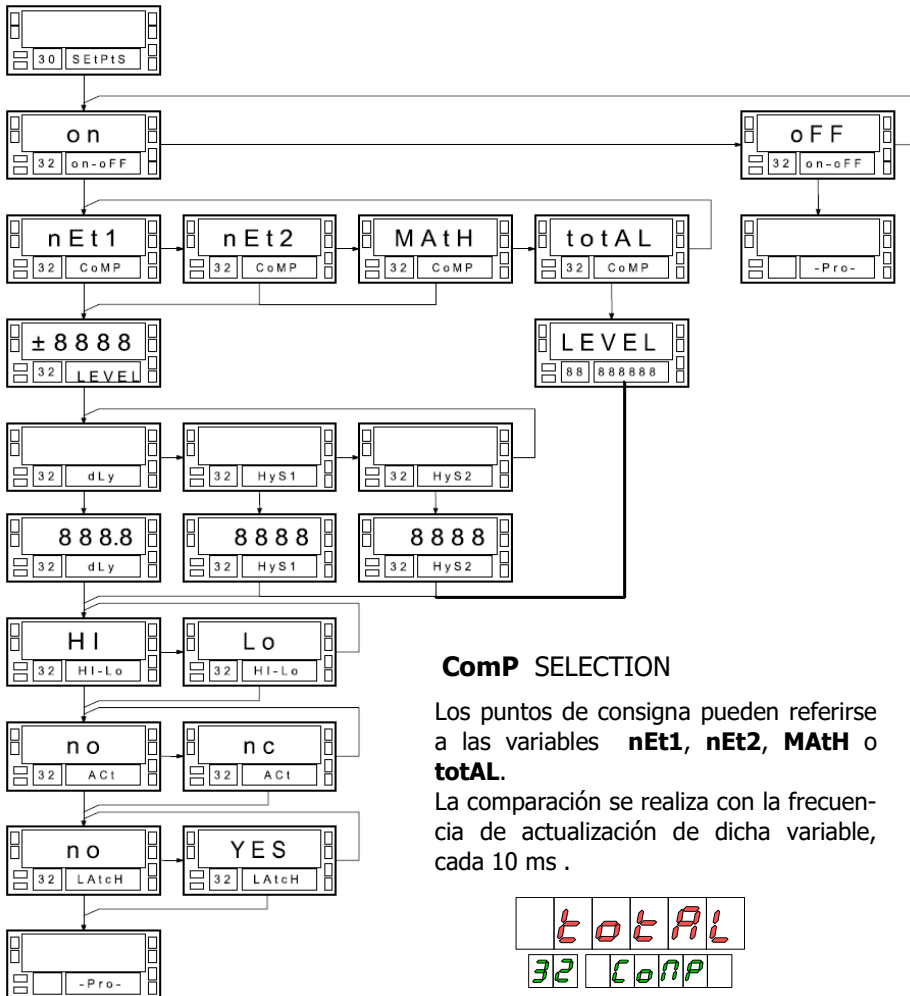 30 SEtPtS
on
32 on-oFF
oFF
32 on-oFF
nEt1
32 CoMP
nEt2
32 CoMP
MAtH
32 CoMP
totAL
32 CoMP
-Pro-
±8888
32 LEVEL
LEVEL
88 888888
32 dLy
32 HyS1
32 HyS2
888.8
32 dLy
8888
32 HyS1
8888
32 HyS2
HI
32 HI-Lo
Lo
32 HI-Lo
no
32 ACt
nc
32 ACt
no
32 LAtcH
YES
32 LAtcH
-Pro-
ComP SELECTION
Los puntos de consigna pueden referirse
a las variables nEt1, nEt2, MAtH o
totAL.
La comparación se realiza con la frecuen-
cia de actualización de dicha variable,
cada 10 ms .
totAL
32 CoMP